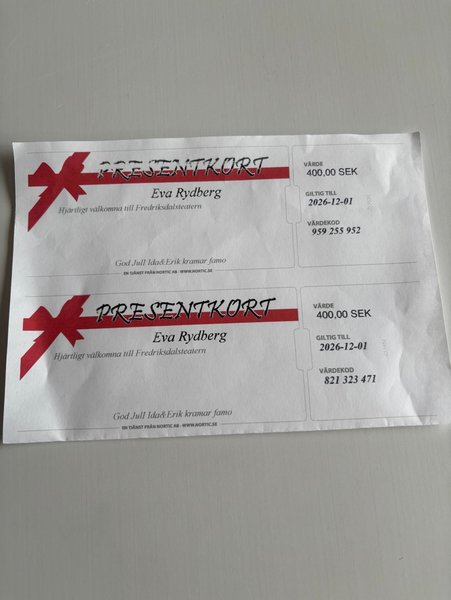 PRESENTKORT
Eva Rydberg
Hjärtligt välkomna till Fredriksdalsteatern
God Jul! Ida&Erik kramar famo
EN TJÄNST FRÅN NORTIC AB - WWW.NORTIC.SE
VÄRDE
400,00 SEK
GILTIG TILL
2026-12-01
VÄRDEKOD
959 255 952
PRESENTKORT
Eva Rydberg
Hjärtligt välkomna till Fredriksdalsteatern
God Jul! Ida&Erik kramar famo
EN TJÄNST FRÅN NORTIC AB - WWW.NORTIC.SE
VÄRDE
400,00 SEK
GILTIG TILL
2026-12-01
VÄRDEKOD
821 323 471